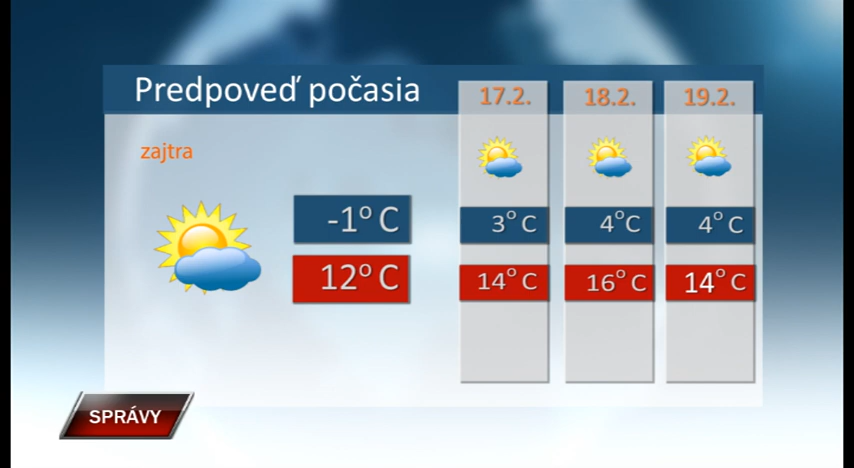 Predpoveď počasia
zajtra
-1° C
12° C
17.2. 18.2. 19.2.
3° C 4°C 4° C
14° C 16° C 14° C
SPRÁVY